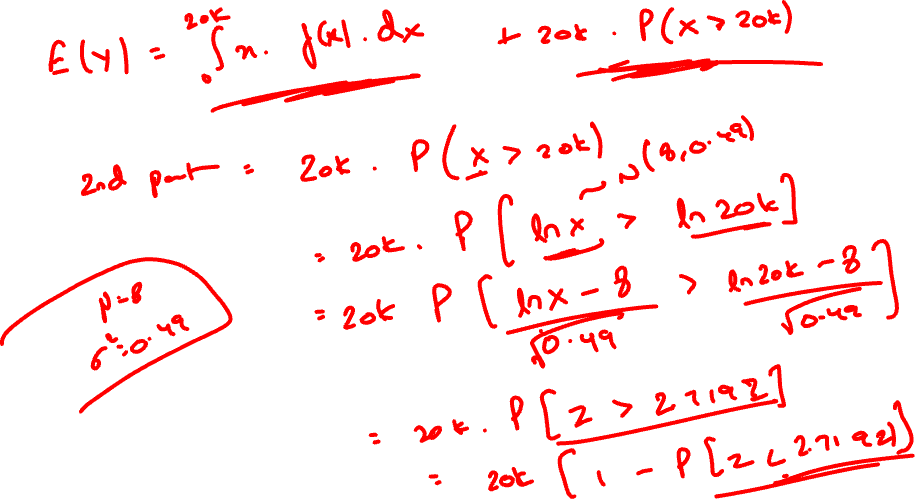 E(y) = ∫₀^20k x. f(x). dx + 20k . P(x > 20k)
2nd part = 20k . P(x > 20k)
~ N(8, 0.49)
= 20k . P[ln x > ln 20k]
= 20k P[(ln x - 8)/√0.49 > (ln 20k - 8)/√0.49]
μ = 8
σ² = 0.49
= 20k . P[Z > 2.7192]
= 20k (1 - P[Z < 2.7192])